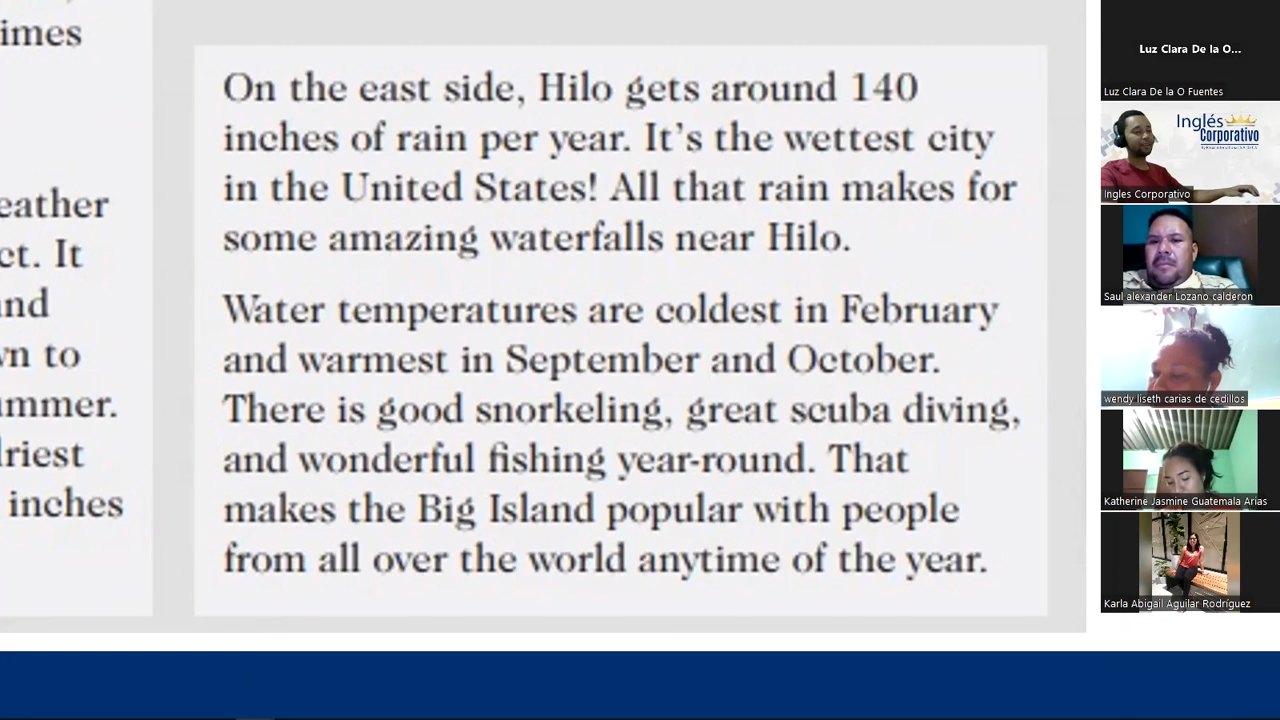 imes
eather
ct. It
nd
vn to
mmer.
riest
inches
On the east side, Hilo gets around 140
inches of rain per year. It's the wettest city
in the United States! All that rain makes for
some amazing waterfalls near Hilo.
Water temperatures are coldest in February
and warmest in September and October.
There is good snorkeling, great scuba diving,
and wonderful fishing year-round. That
makes the Big Island popular with people
from all over the world anytime of the year.
Luz Clara De la O...
Luz Clara De la O Fuentes
Inglés
Corporativo
Ingles Corporativo
Saul alexander Lozano calderon
wendy liseth carias de cedillos
Katherine Jasmine Guatemala Arias
Karla Abigail Aguilar Rodríguez